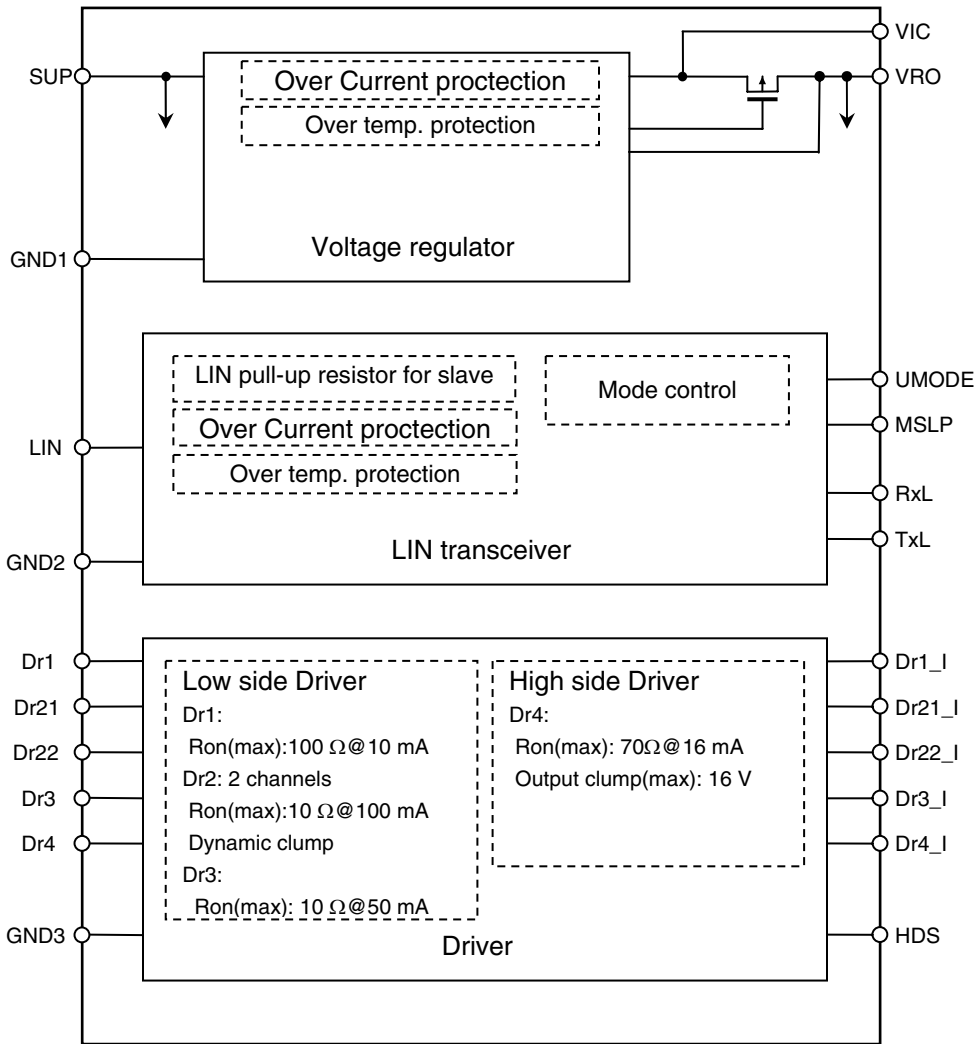 VIC
SUP
VRO
Over Current proctection
Over temp. protection
Voltage regulator
GND1
LIN pull-up resistor for slave
Mode control
UMODE
Over Current proctection
MSLP
LIN
Over temp. protection
RxL
TxL
LIN transceiver
GND2
Dr1
Dr21
Dr22
Dr3
Dr4
GND3
Low side Driver
Dr1:
Ron(max):100 Ω@10 mA
Dr2: 2 channels
Ron(max):10 Ω@100 mA
Dynamic clump
Dr3:
Ron(max): 10 Ω@50 mA
High side Driver
Dr4:
Ron(max): 70Ω@16 mA
Output clump(max): 16 V
Driver
Dr1_I
Dr21_I
Dr22_I
Dr3_I
Dr4_I
HDS